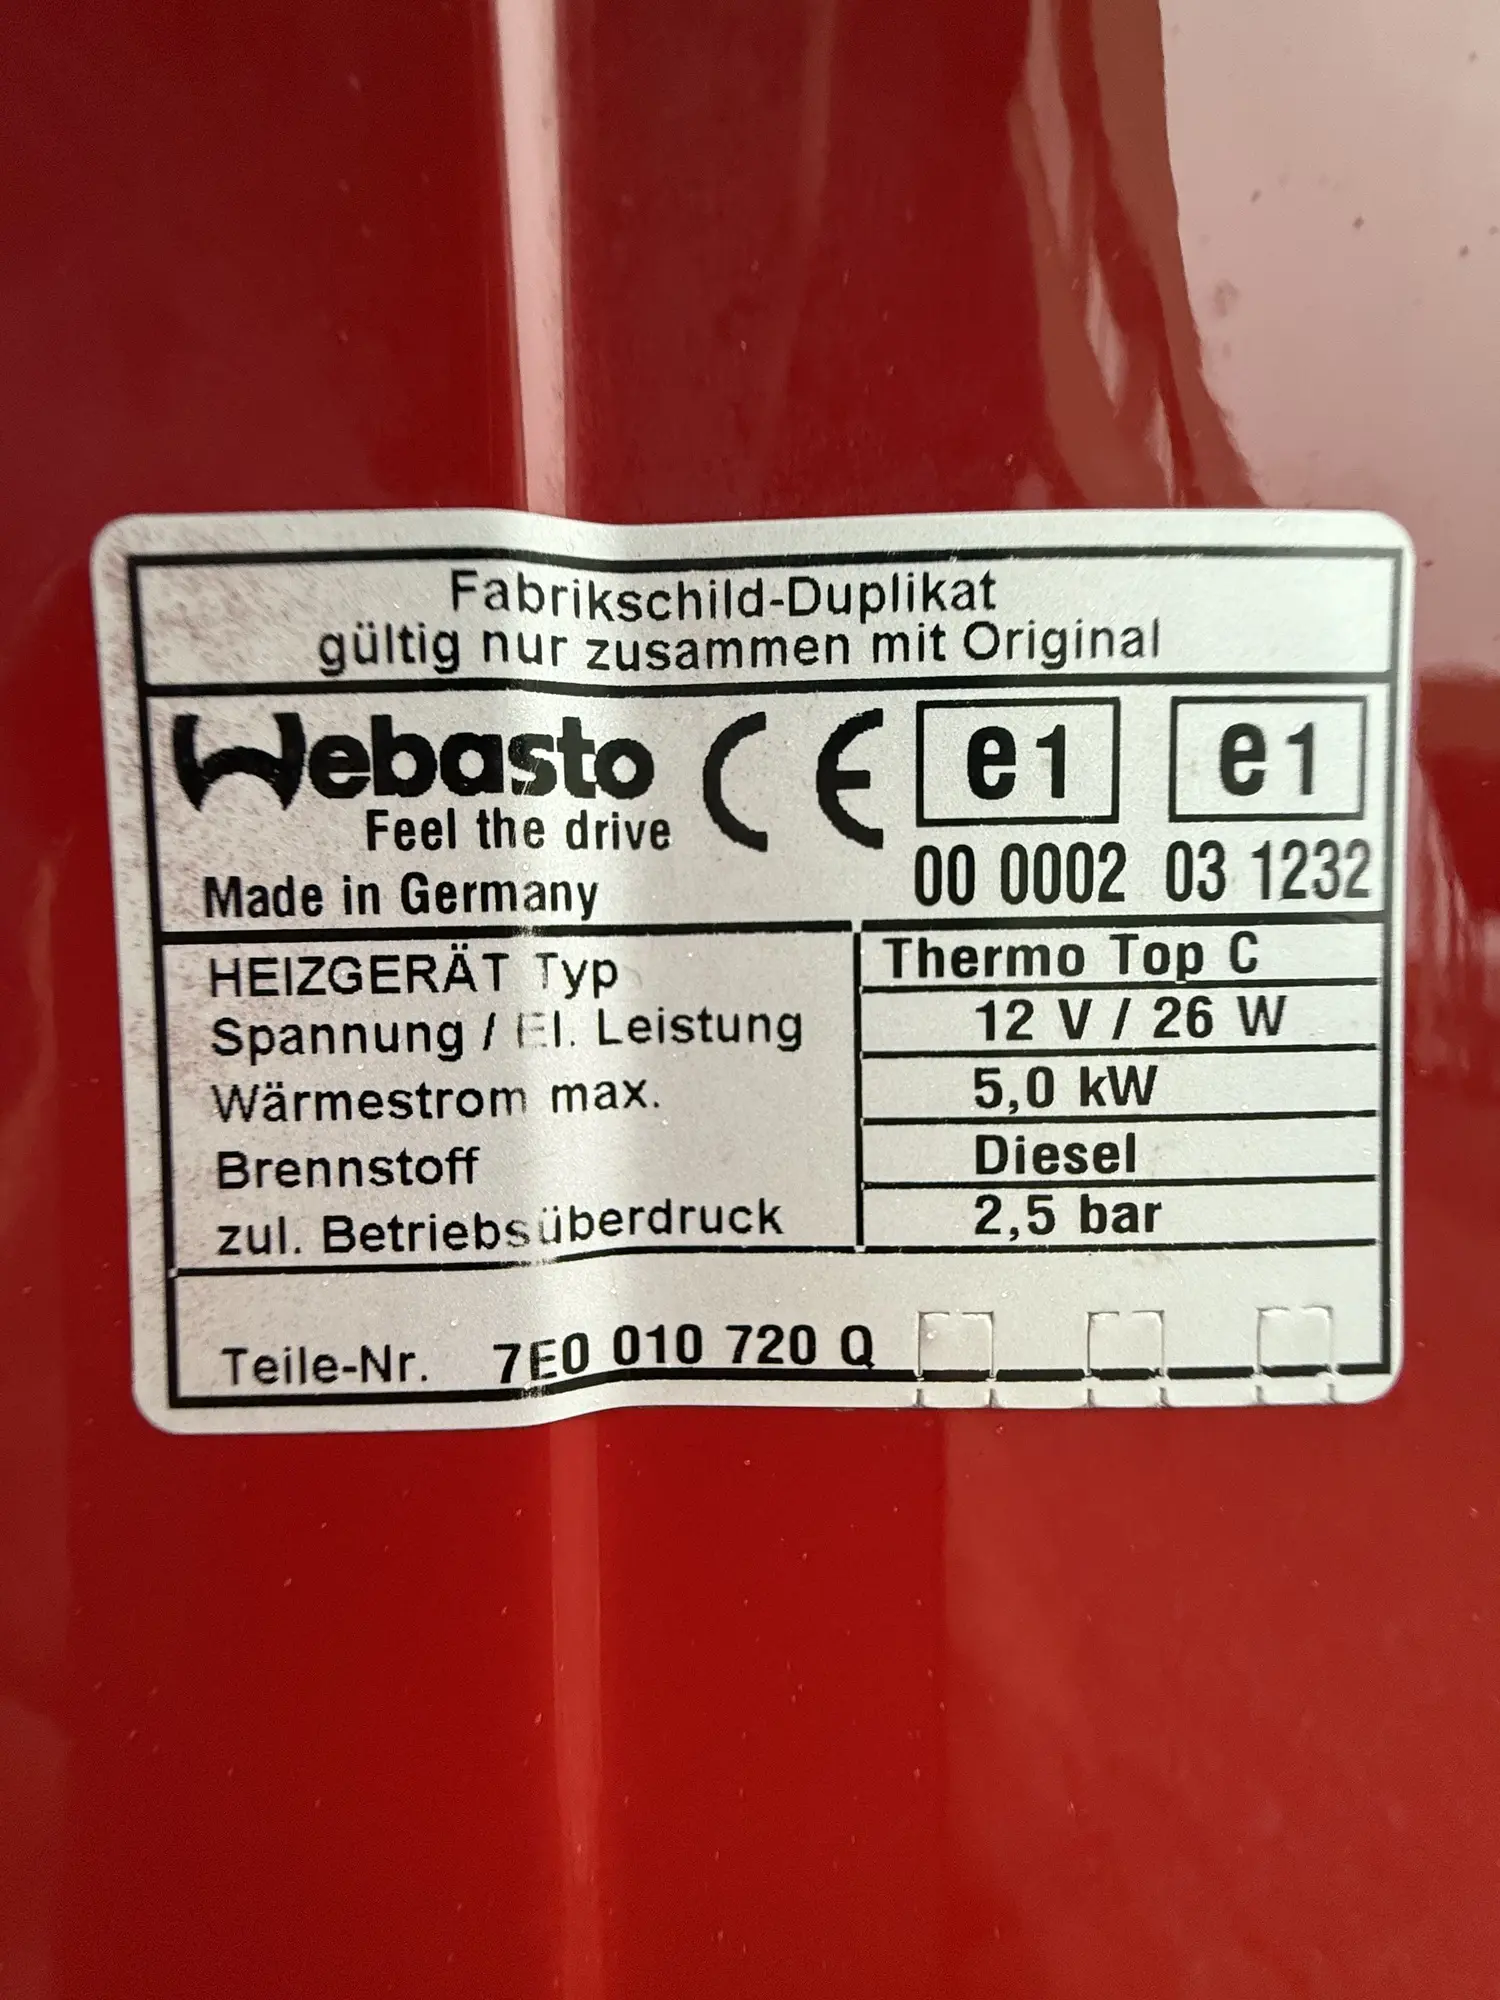 Fabrikschild-Duplikat
gültig nur zusammen mit Original
Webasto
Feel the drive
Made in Germany
CE
e1
00 0002
e1
03 1232
HEIZGERÄT Typ Thermo Top C
Spannung / El. Leistung 12 V / 26 W
Wärmestrom max. 5,0 kW
Brennstoff Diesel
zul. Betriebsüberdruck 2,5 bar
Teile-Nr. 7E0 010 720 Q